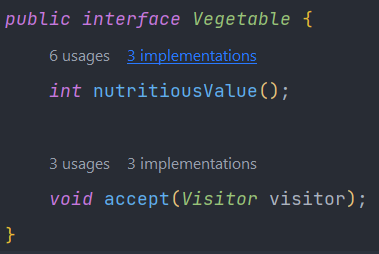 public interface Vegetable {
6 usages 3 implementations
int nutritiousValue();
3 usages 3 implementations
void accept(Visitor visitor);
}